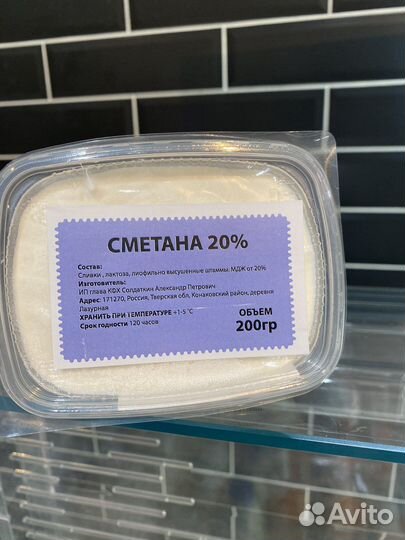 СМЕТАНА 20%
Состав:
Сливки , лактоза, лиофильно высушенные штаммы. МДЖ от 20%
Изготовитель:
ИП глава КФХ Солдаткин Александр Петрович
Адрес: 171270, Россия, Тверская обл, Конаковский район, деревня
Лазурная
ХРАНИТЬ ПРИ ТЕМПЕРАТУРЕ +1-5 °С
Срок годности 120 часов
ОБЪЕМ
200гр
Avito